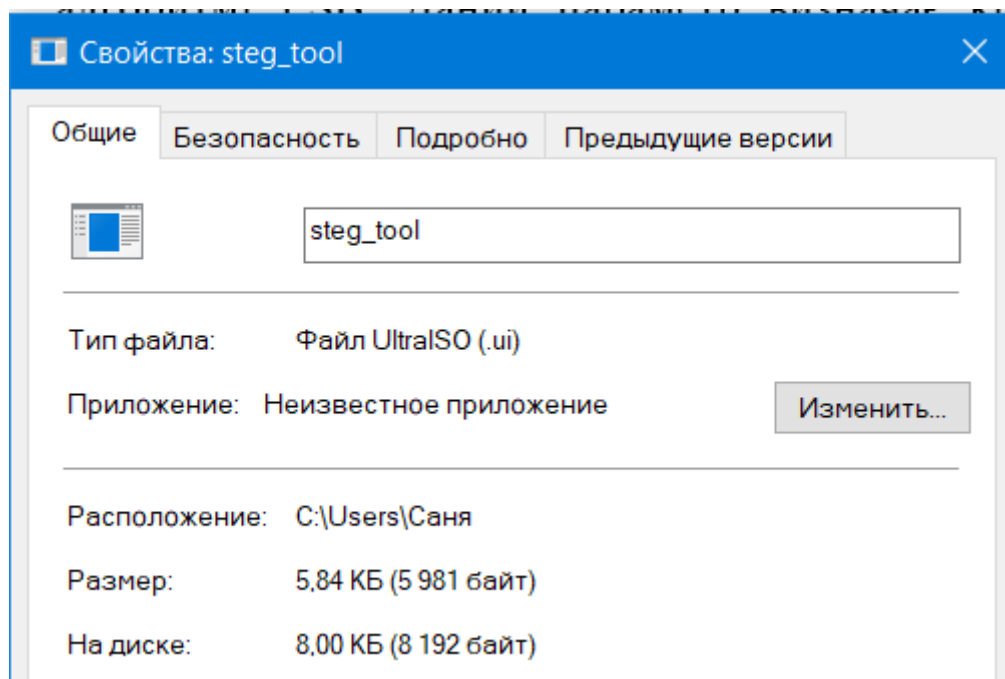 Свойства: steg_tool
Общие Безопасность Подробно Предыдущие версии
steg_tool
Тип файла: Файл UltraISO (.ui)
Приложение: Неизвестное приложение Изменить...
Расположение: C:\Users\Саня
Размер: 5,84 КБ (5 981 байт)
На диске: 8,00 КБ (8 192 байт)